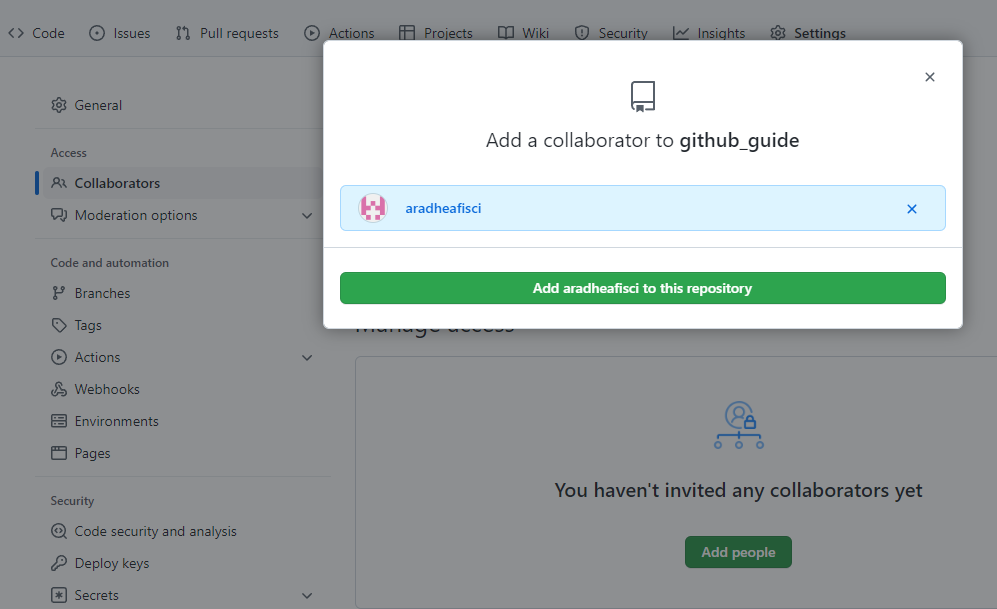 Code Issues Pull requests Actions Projects Wiki Security Insights Settings
General
Access
Collaborators
Moderation options
Code and automation
Branches
Tags
Actions
Webhooks
Environments
Pages
Security
Code security and analysis
Deploy keys
Secrets
Add a collaborator to github_guide
aradheafisci
Add aradheafisci to this repository
Manage access
You haven't invited any collaborators yet
Add people